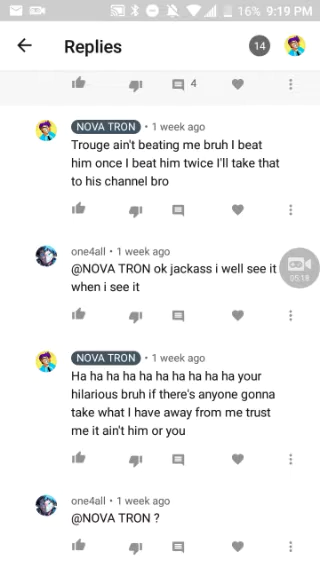 16% 9:19 PM
Replies
14
4
NOVA TRON • 1 week ago
Trouge ain't beating me bruh I beat
him once I beat him twice I'll take that
to his channel bro
one4all • 1 week ago
@NOVA TRON ok jackass i well see it
when i see it
05:18
NOVA TRON • 1 week ago
Ha ha ha ha ha ha ha ha ha ha your
hilarious bruh if there's anyone gonna
take what I have away from me trust
me it ain't him or you
one4all • 1 week ago
@NOVA TRON ?